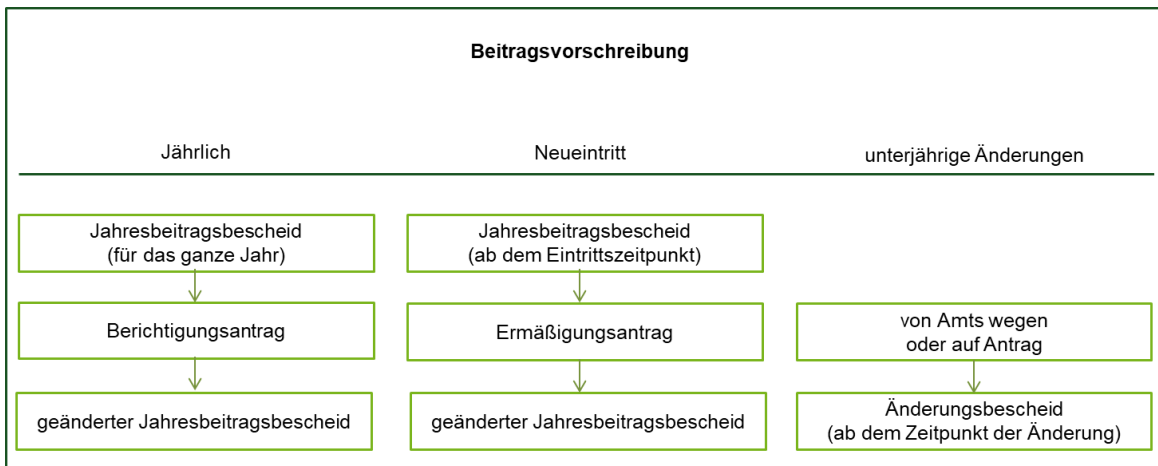 Beitragsvorschreibung
Jährlich
Neueintritt
unterjährige Änderungen
Jahresbeitragsbescheid
(für das ganze Jahr)
Jahresbeitragsbescheid
(ab dem Eintrittszeitpunkt)
Berichtigungsantrag
Ermäßigungsantrag
von Amts wegen
oder auf Antrag
geänderter Jahresbeitragsbescheid
geänderter Jahresbeitragsbescheid
Änderungsbescheid
(ab dem Zeitpunkt der Änderung)